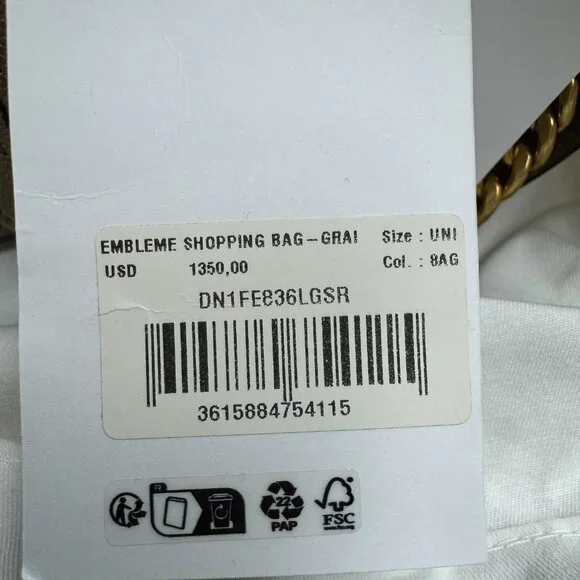 EMBLEME SHOPPING BAG-GRAI Size : UNI
USD 1350,00 Col. : 8AG
DN1FE836LGSR
3615884754115
22
PAP
FSC